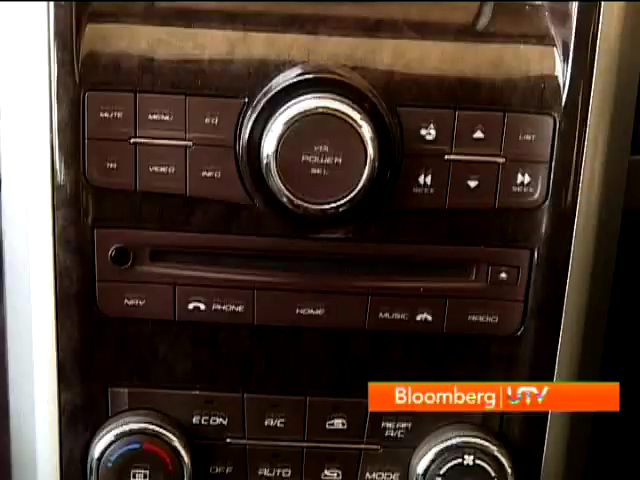 MUTE MENU EQ
VOL
POWER
SEL
LIST
TR VIDEO INFO
SEEK SEEK
NAV PHONE HOME MUSIC RADIO
Bloomberg | UTV
ECON A/C
REAR
A/C
OFF AUTO MODE